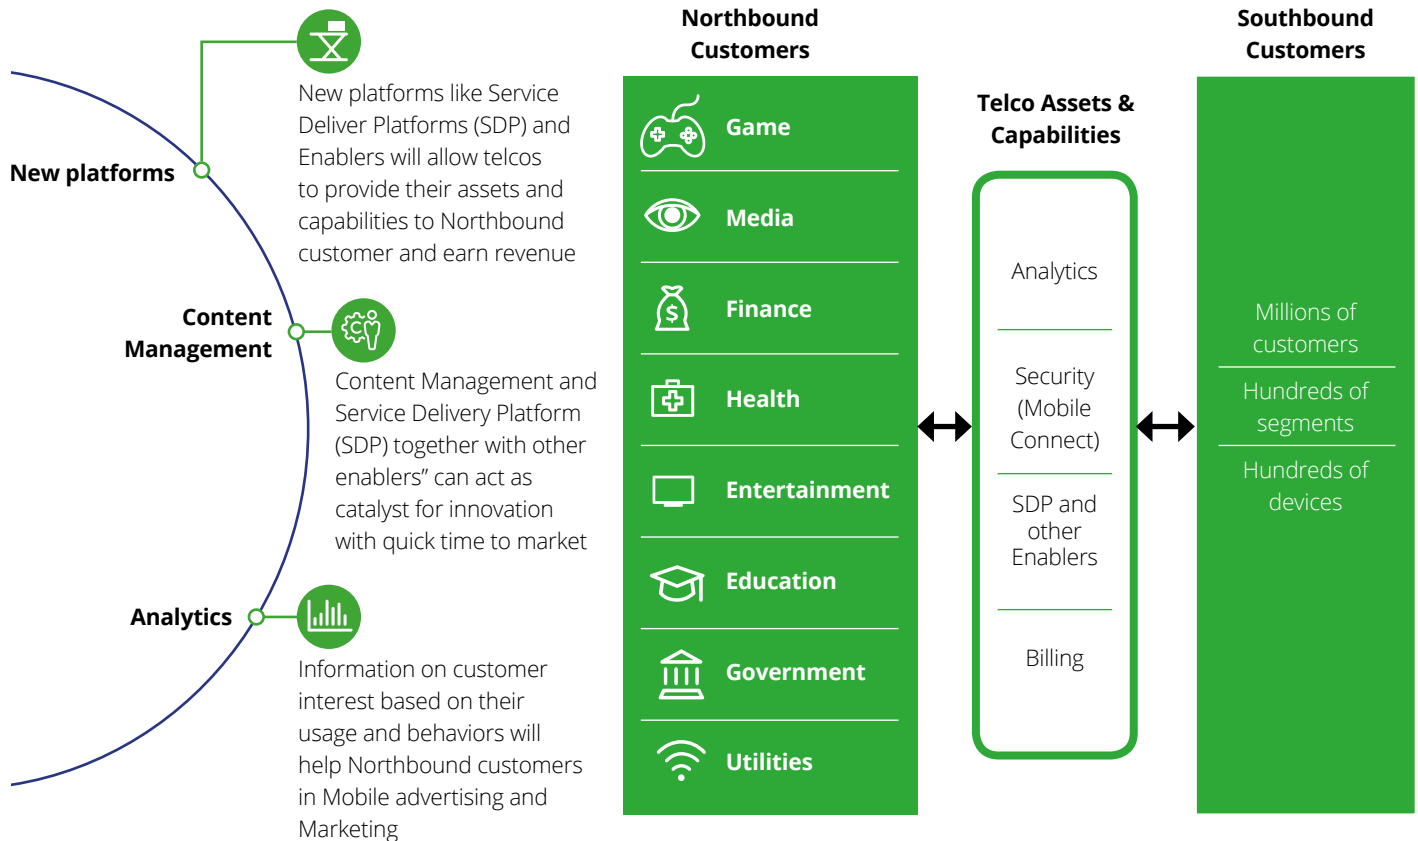 New platforms
New platforms like Service
Deliver Platforms (SDP) and
Enablers will allow telcos
to provide their assets and
capabilities to Northbound
customer and earn revenue
Content
Management
Content Management and
Service Delivery Platform
(SDP) together with other
enablers” can act as
catalyst for innovation
with quick time to market
Analytics
Information on customer
interest based on their
usage and behaviors will
help Northbound customers
in Mobile advertising and
Marketing
Northbound
Customers
Game
Media
$
Finance
Health
Entertainment
Education
Government
Utilities
Telco Assets &
Capabilities
Analytics
Security
(Mobile
Connect)
SDP and
other
Enablers
Billing
Southbound
Customers
Millions of
customers
Hundreds of
segments
Hundreds of
devices